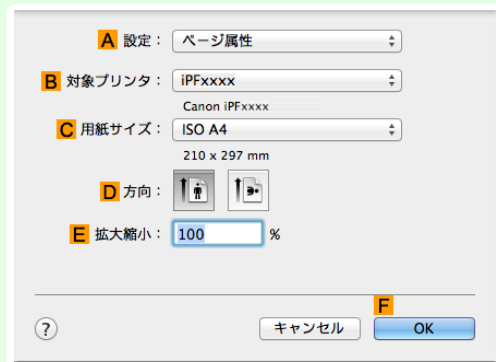 A 設定： ページ属性
B 対象プリンタ： iPFxxxx
Canon iPFxxxx
C 用紙サイズ： ISO A4
210 x 297 mm
D 方向：
E 拡大縮小： 100 %
F
? キャンセル OK